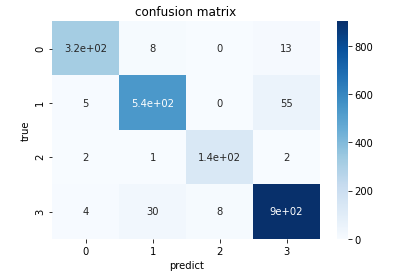 confusion matrix
true
0 3.2e+02 8 0 13
1 5 5.4e+02 0 55
2 2 1 1.4e+02 2
3 4 30 8 9e+02
0 1 2 3
predict
800
600
400
200
0